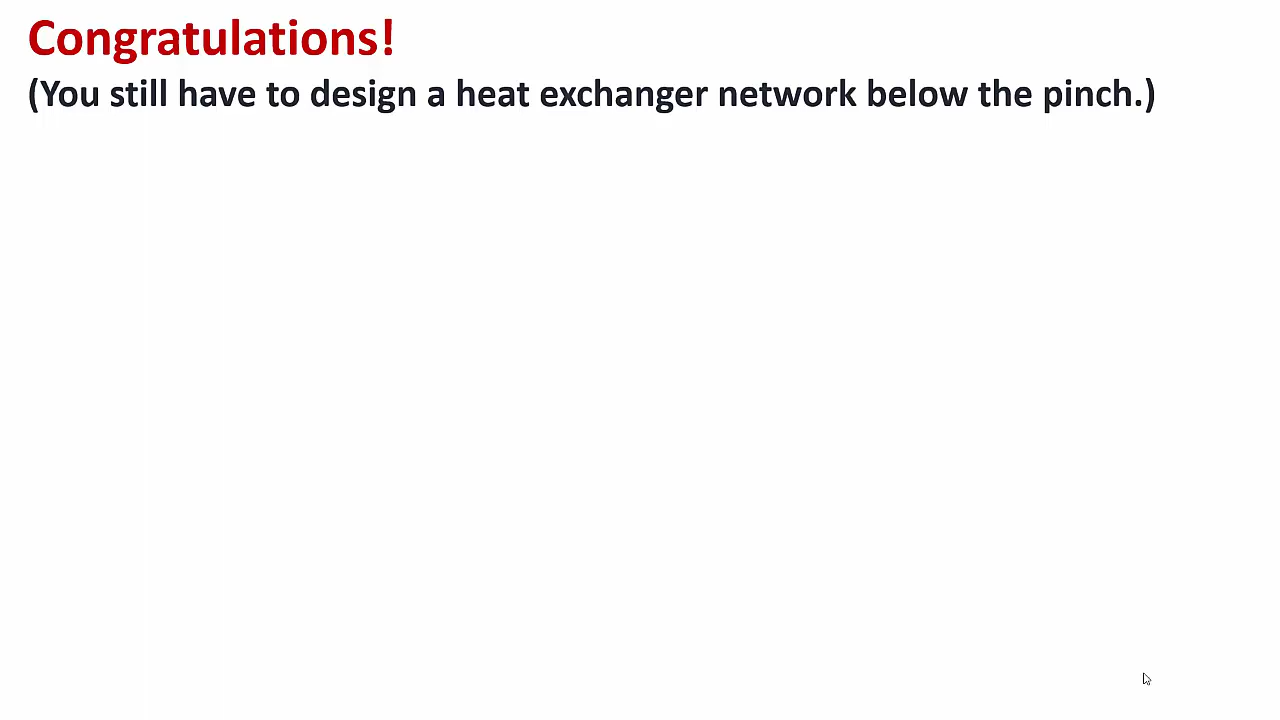 Congratulations!
(You still have to design a heat exchanger network below the pinch.)